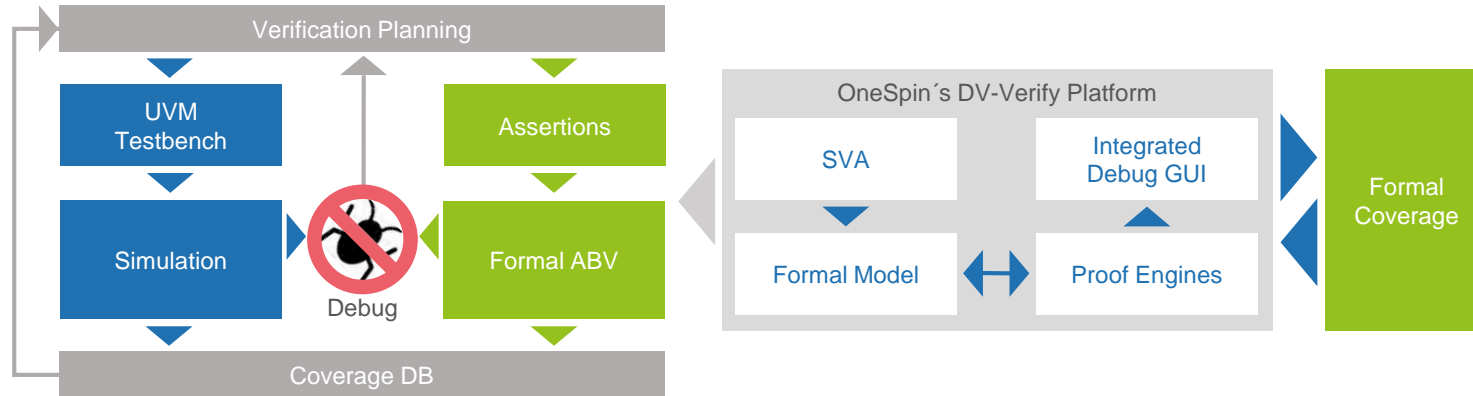 Verification Planning
UVM
Testbench
Assertions
Simulation
Formal ABV
Debug
Coverage DB
OneSpin´s DV-Verify Platform
SVA
Integrated
Debug GUI
Formal Model
Proof Engines
Formal
Coverage